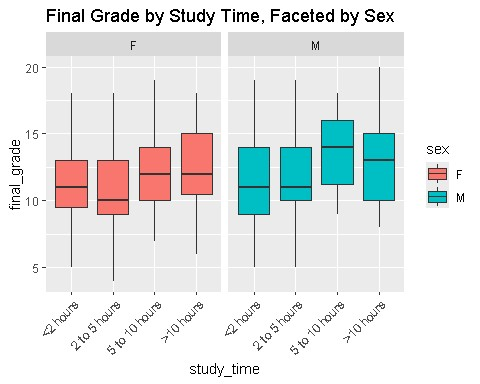 Final Grade by Study Time, Faceted by Sex
F
M
20
15
10
5
final_grade
<2 hours
2 to 5 hours
5 to 10 hours
>10 hours
<2 hours
2 to 5 hours
5 to 10 hours
>10 hours
study_time
sex
F
M